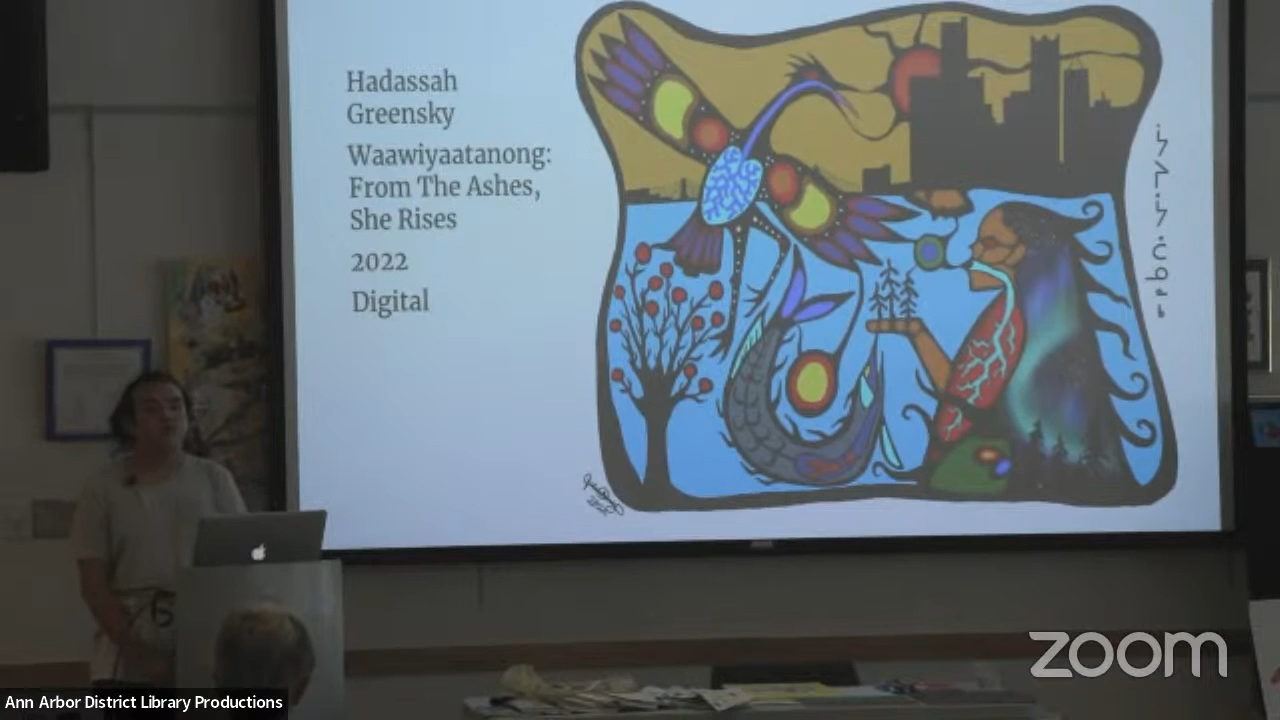 Hadassah
Greensky
Waawiyaatanong:
From The Ashes,
She Rises
2022
Digital
zoom
Ann Arbor District Library Productions